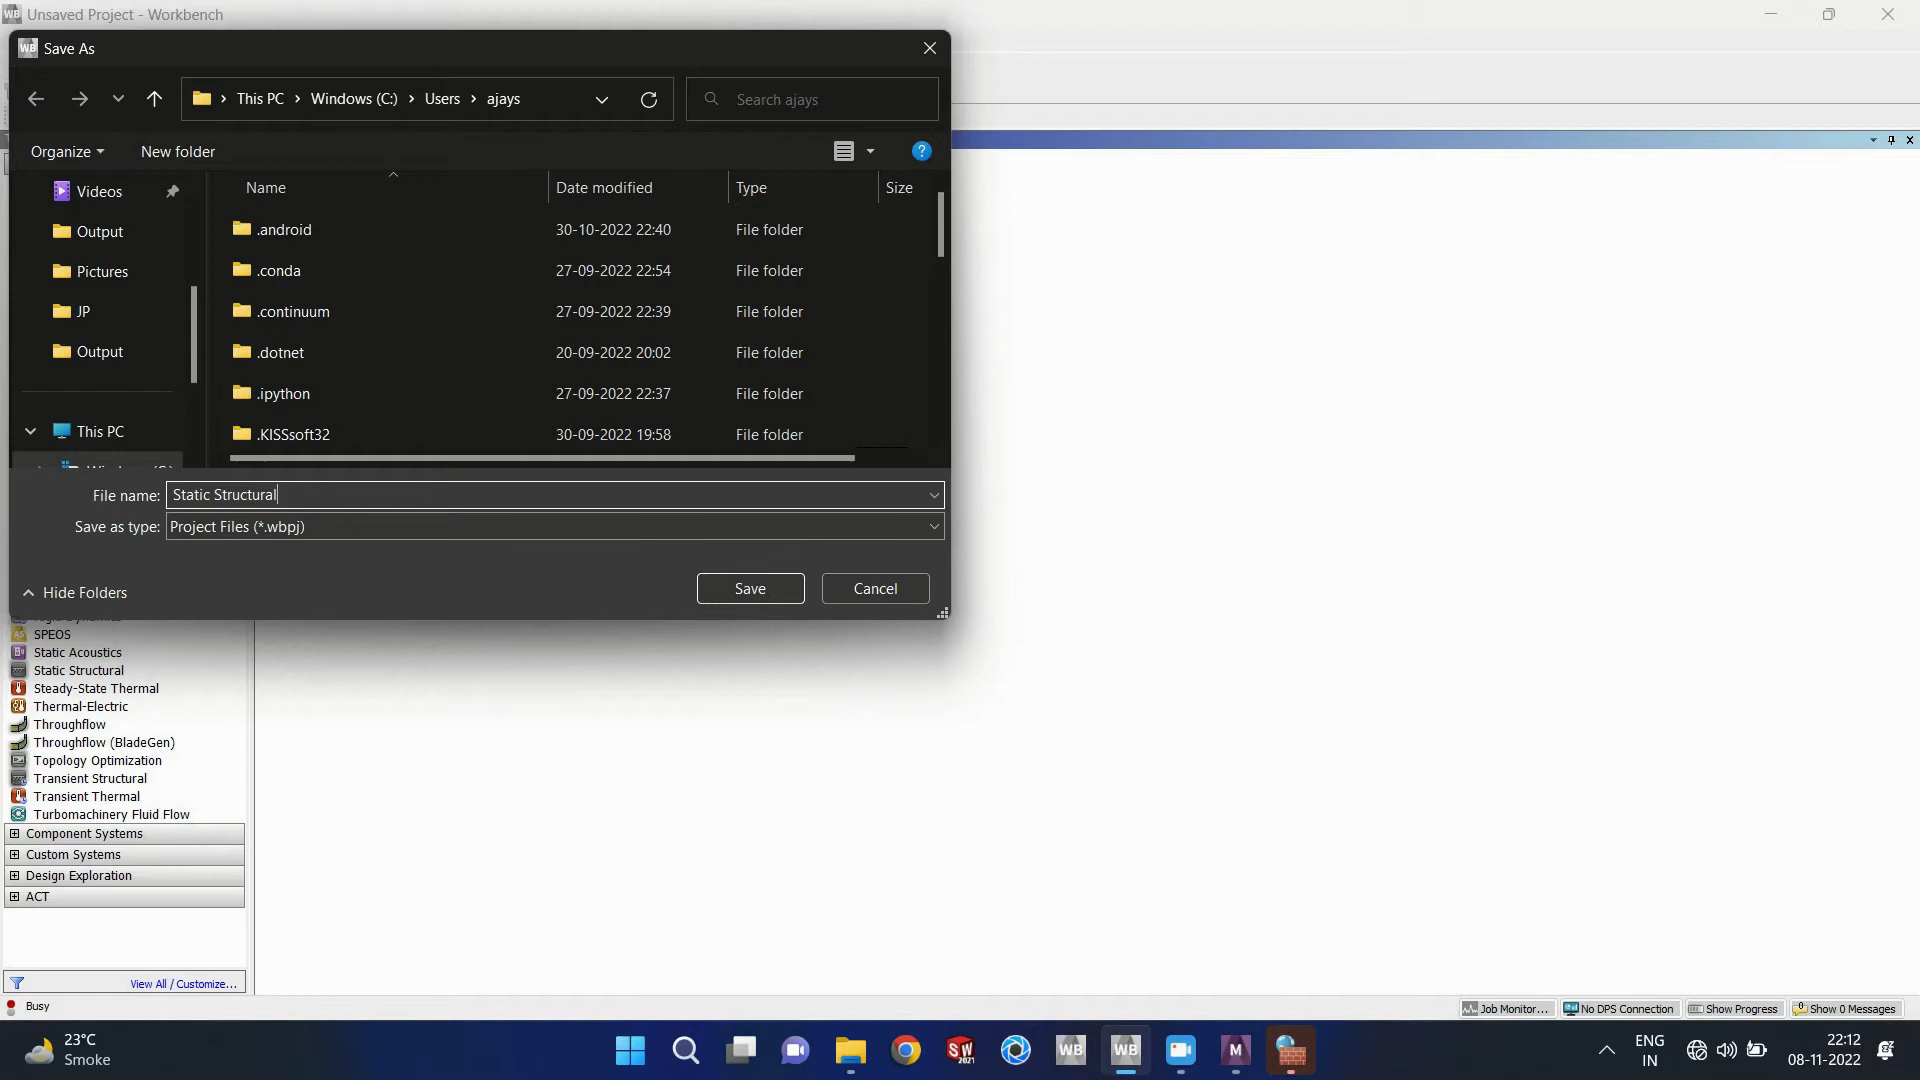 Unsaved Project - Workbench
WB Save As
This PC > Windows (C:) > Users > ajays
Search ajays
Organize
New folder
Videos
Output
Pictures
JP
Output
This PC
Name
Date modified
Type
Size
.android 30-10-2022 22:40 File folder
.conda 27-09-2022 22:54 File folder
.continuum 27-09-2022 22:39 File folder
.dotnet 20-09-2022 20:02 File folder
.ipython 27-09-2022 22:37 File folder
.KISSsoft32 30-09-2022 19:58 File folder
File name: Static Structural
Save as type: Project Files (*.wbpj)
Hide Folders
Save
Cancel
SPEOS
Static Acoustics
Static Structural
Steady-State Thermal
Thermal-Electric
Throughflow
Throughflow (BladeGen)
Topology Optimization
Transient Structural
Transient Thermal
Turbomachinery Fluid Flow
Component Systems
Custom Systems
Design Exploration
ACT
View All / Customize...
Busy
Job Monitor...
No DPS Connection
Show Progress
Show 0 Messages
23°C
Smoke
SW
2021
WB
WB
M
ENG
IN
22:12
08-11-2022